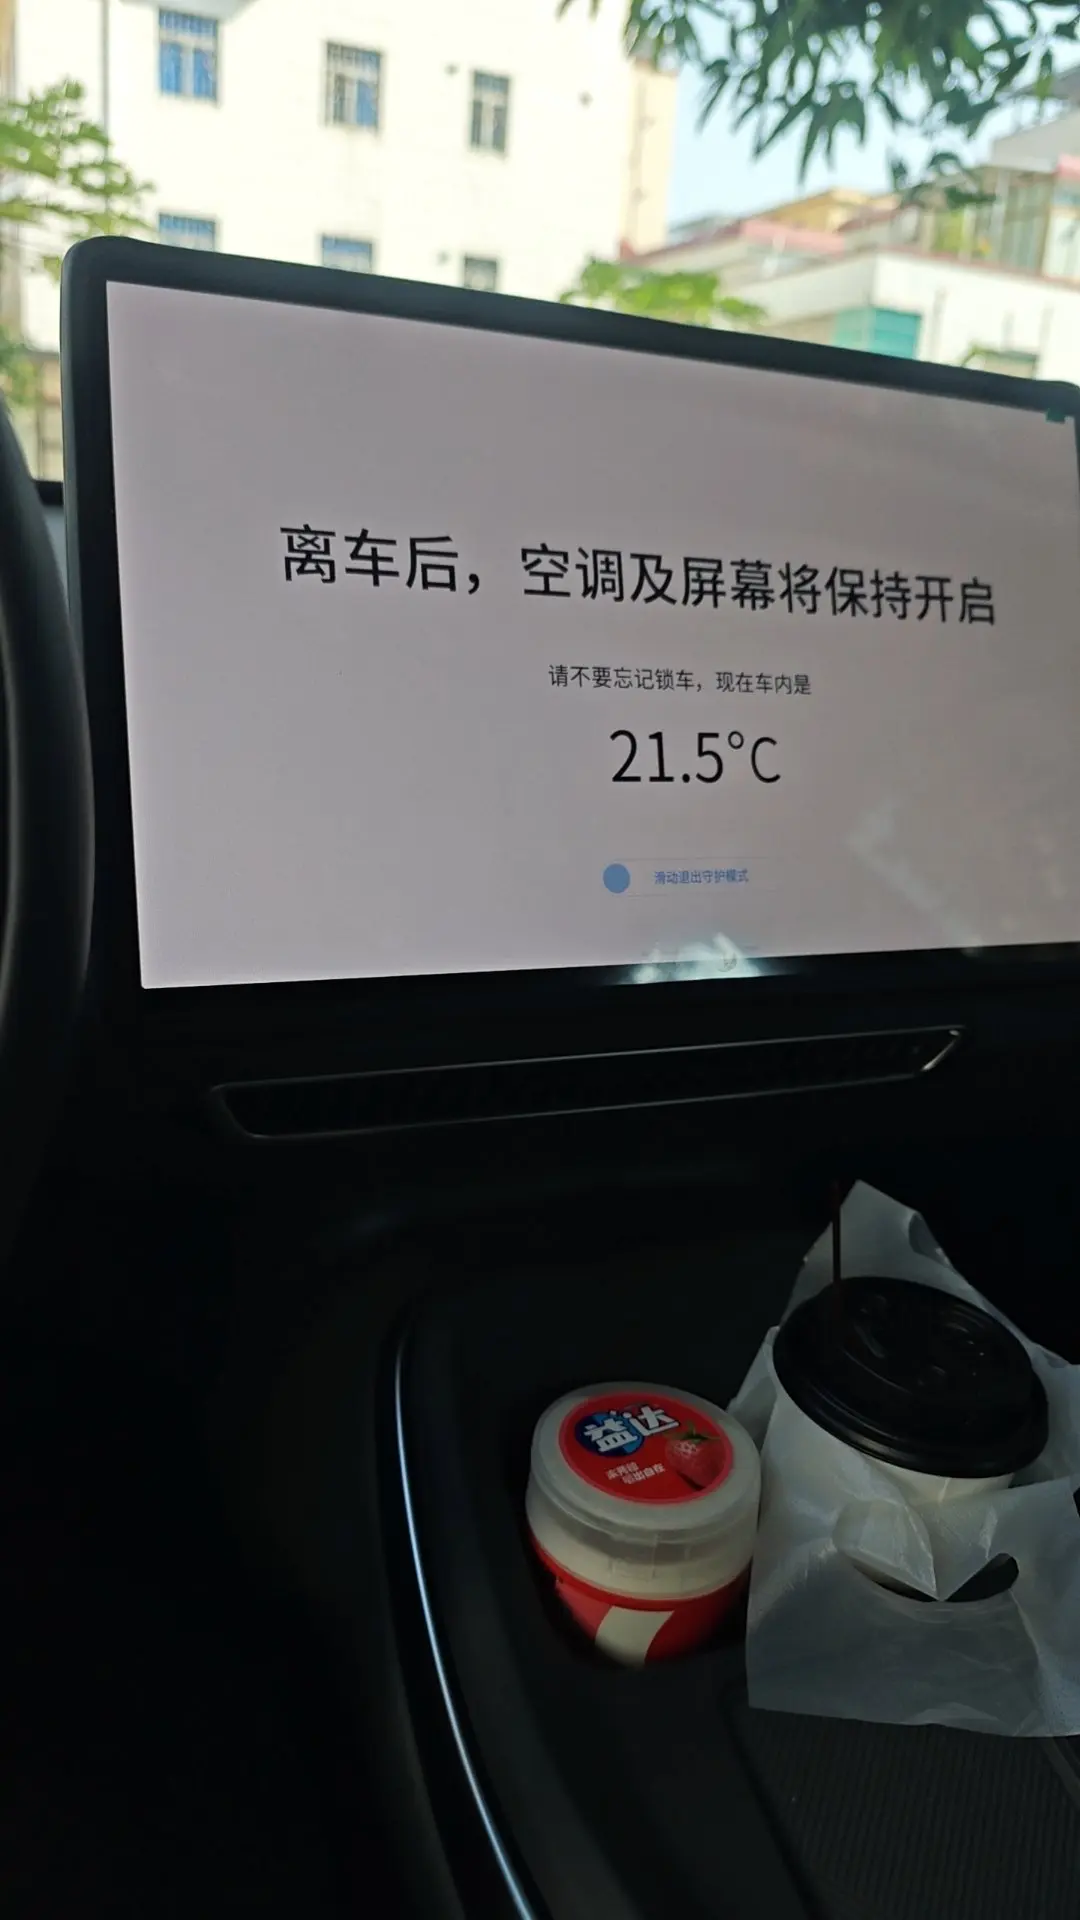 离车后，空调及屏幕将保持开启
请不要忘记锁车，现在车内是
21.5°C
滑动退出守护模式
益达